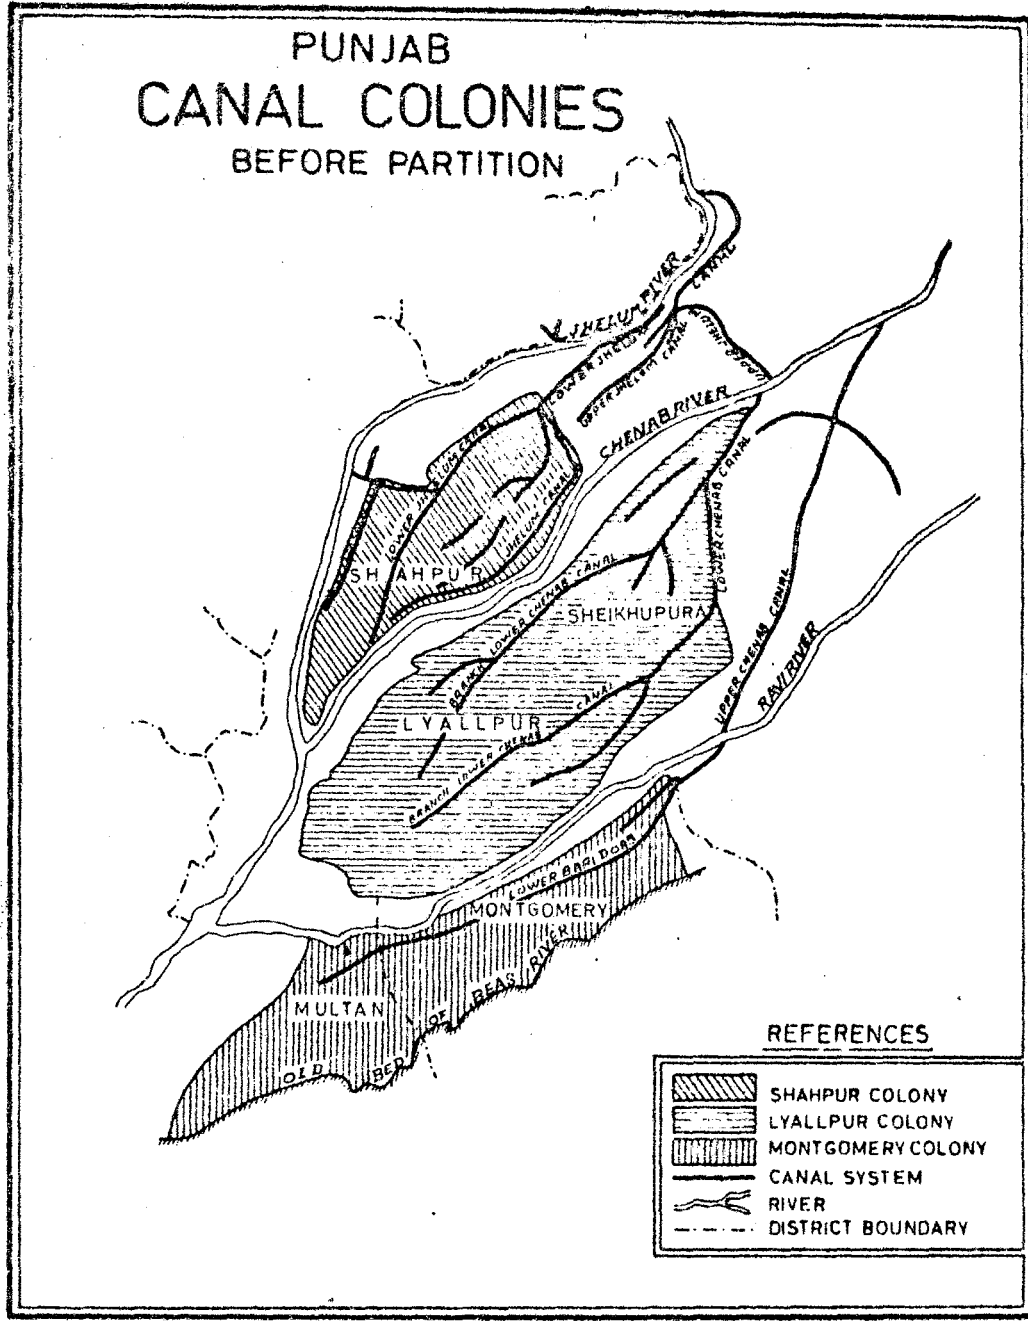 PUNJAB
CANAL COLONIES
BEFORE PARTITION
JHELUM RIVER
CANAL
LOWER JHELUM
UPPER JHELUM CANAL
CHENAB RIVER
LOWER CHENAB CANAL
LOWER CHENAB CANAL
LOWER JHELUM CANAL
JHELUM CANAL
SHAHPUR
BRANCH LOWER CHENAB CANAL
SHEIKHUPURA
UPPER CHENAB CANAL
RAVI RIVER
LYALLPUR
BRANCH LOWER CHENAB CANAL
LOWER BARI DOAB
MONTGOMERY
MULTAN
OLD BED OF BEAS RIVER
REFERENCES
SHAHPUR COLONY
LYALLPUR COLONY
MONTGOMERY COLONY
CANAL SYSTEM
RIVER
DISTRICT BOUNDARY